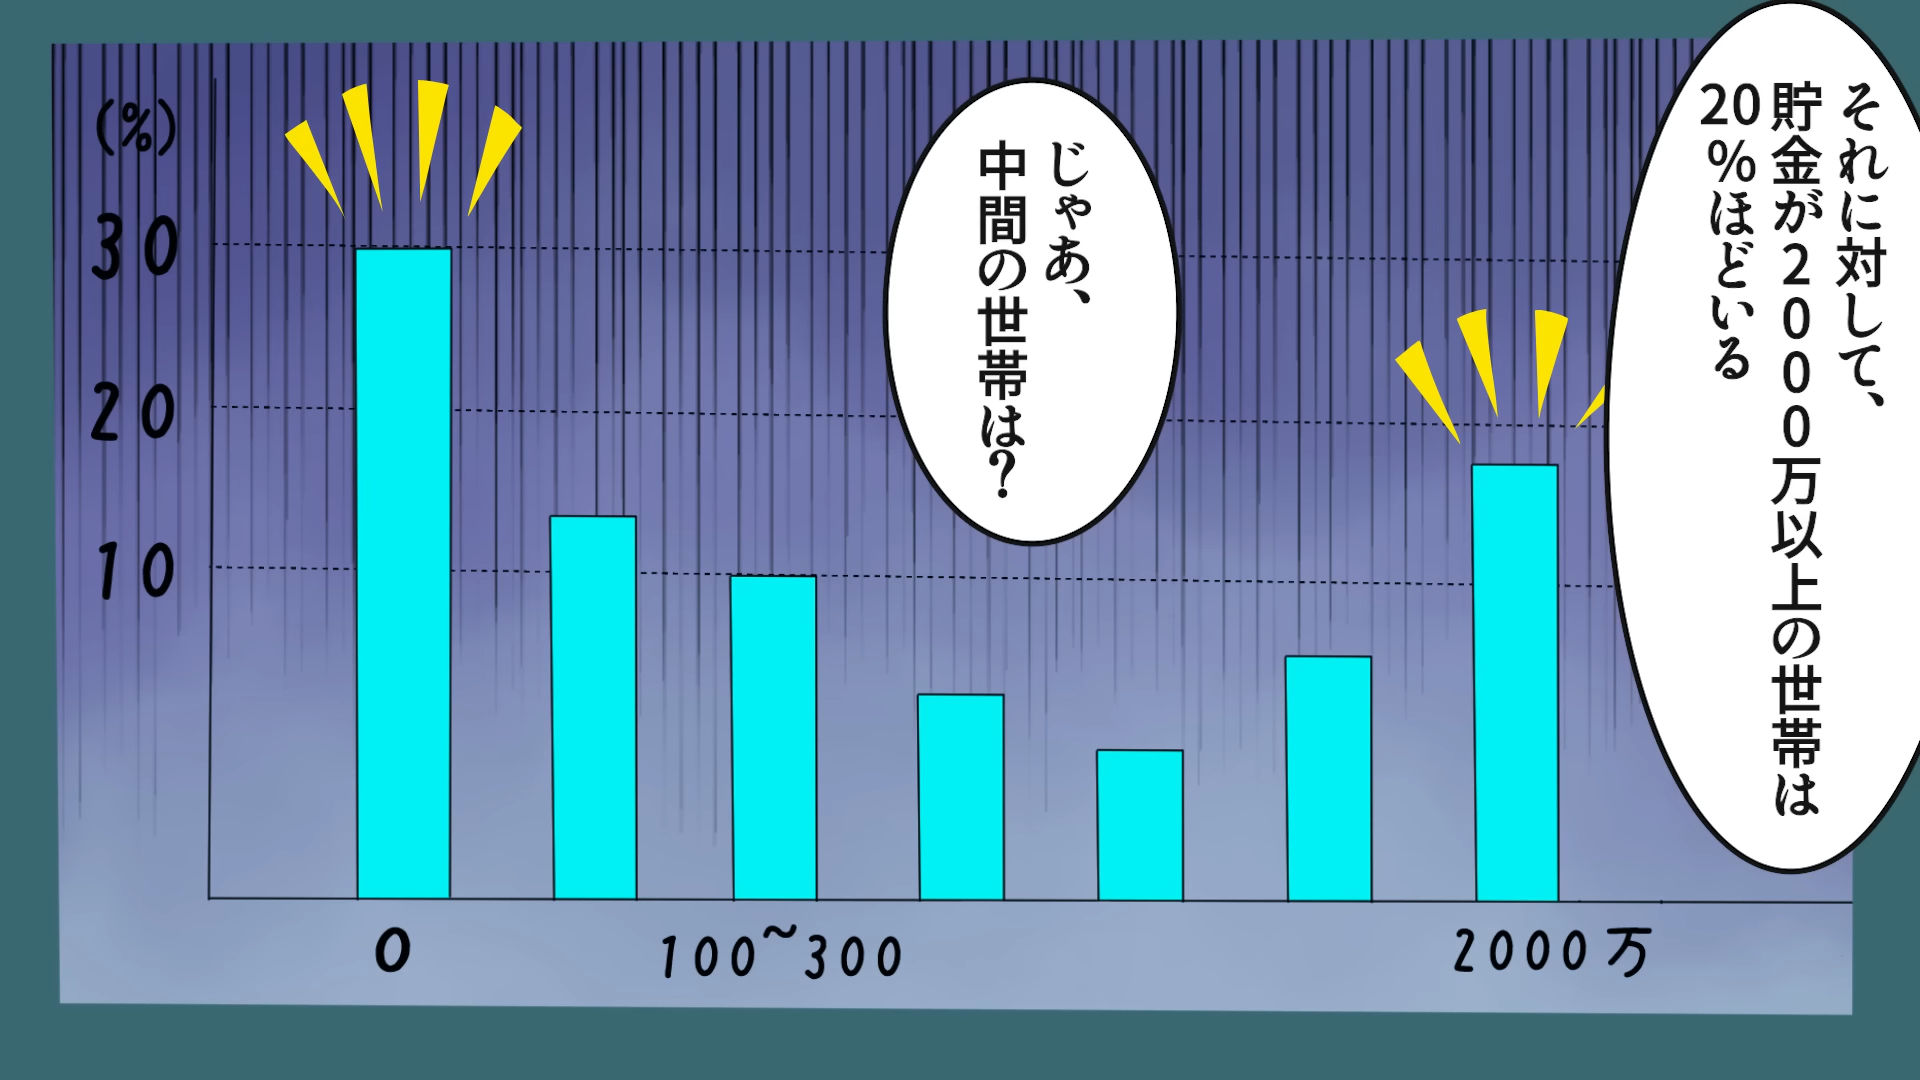 それに対して、
貯金が2000万以上の世帯は
20%ほどいる
じゃあ、
中間の世帯は?
(%)
30
20
10
0
100~300
2000万